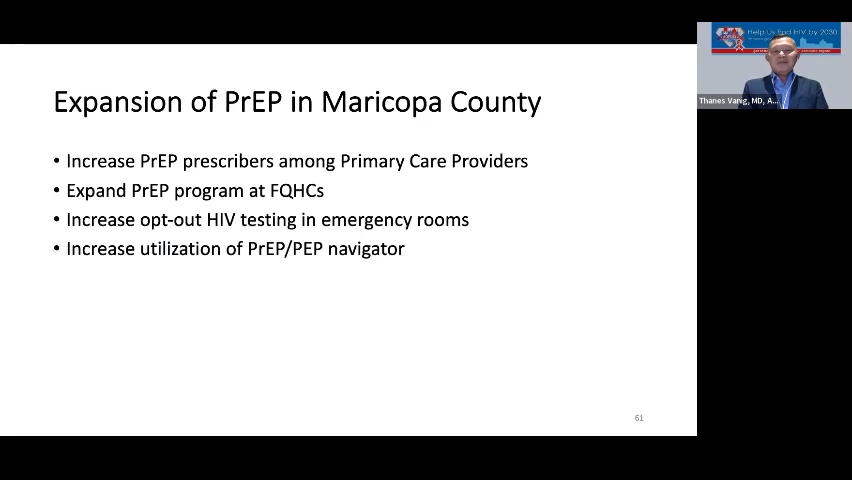 Expansion of PrEP in Maricopa County
• Increase PrEP prescribers among Primary Care Providers
• Expand PrEP program at FQHCs
• Increase opt-out HIV testing in emergency rooms
• Increase utilization of PrEP/PEP navigator
61
Help Us End HIV by 2030
Thanes Vanig, MD, A...